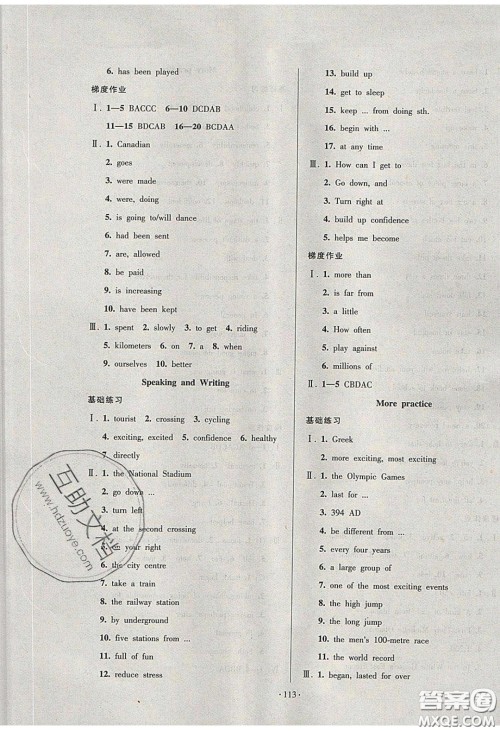 6. has been played
梯度作业
Ⅰ. 1—5 BACCC 6—10 DCDAB
11—15 BDCAB 16—20 BCDAA
Ⅱ. 1. Canadian
2. goes
3. were made
4. were doing
5. is going to/will dance
6. had been sent
7. are, allowed
8. be paid
9. is increasing
10. have been kept
Ⅲ. 1. spent 2. slowly 3. to get 4. riding
5. kilometers 6. on 7. a 8. when
9. ourselves 10. better
Speaking and Writing
基础练习
Ⅰ. 1. tourist 2. crossing 3. cycling
4. exciting, excited 5. confidence 6. healthy
7. directly
Ⅱ. 1. the National Stadium
2. go down ...
3. turn left
4. at the second crossing
5. on your right
6. the city centre
7. take a train
8. the railway station
9. by underground
10. five stations from ...
11. full of fun
12. reduce stress
13. build up
14. get to sleep
15. keep ... from doing sth.
16. begin with ...
17. at any time
Ⅲ. 1. How can I get to
2. Go down, and
3. Turn right at
4. build up confidence
5. helps me become
梯度作业
Ⅰ. 1. more than
2. is far from
3. a little
4. How often
5. play against
6. millions of
Ⅱ. 1—5 CBDAC
More practice
基础练习
Ⅰ. 1. Greek
2. more exciting, most exciting
Ⅱ. 1. the Olympic Games
2. last for ...
3. 394 AD
4. be different from ...
5. every four years
6. a large group of
7. one of the most exciting events
8. the high jump
9. the long jump
10. the men's 100-metre race
11. the world record
Ⅲ. 1. began, lasted for over
· 113 ·
互助文档
www.hdzuoye.com
答案圈
MXQE.COM